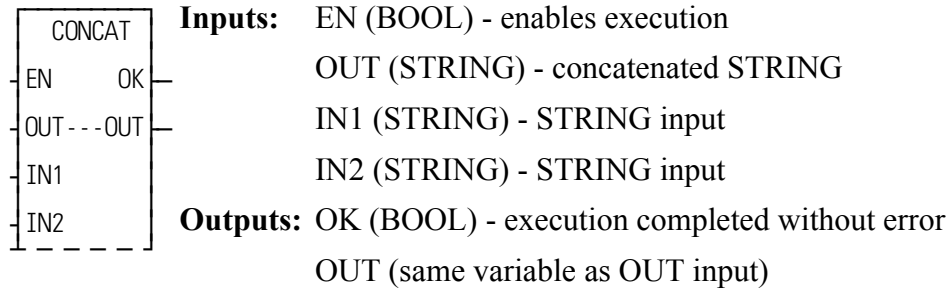 CONCAT
EN OK
OUT---OUT
IN1
IN2
Inputs: EN (BOOL) - enables execution
OUT (STRING) - concatenated STRING
IN1 (STRING) - STRING input
IN2 (STRING) - STRING input
Outputs: OK (BOOL) - execution completed without error
OUT (same variable as OUT input)